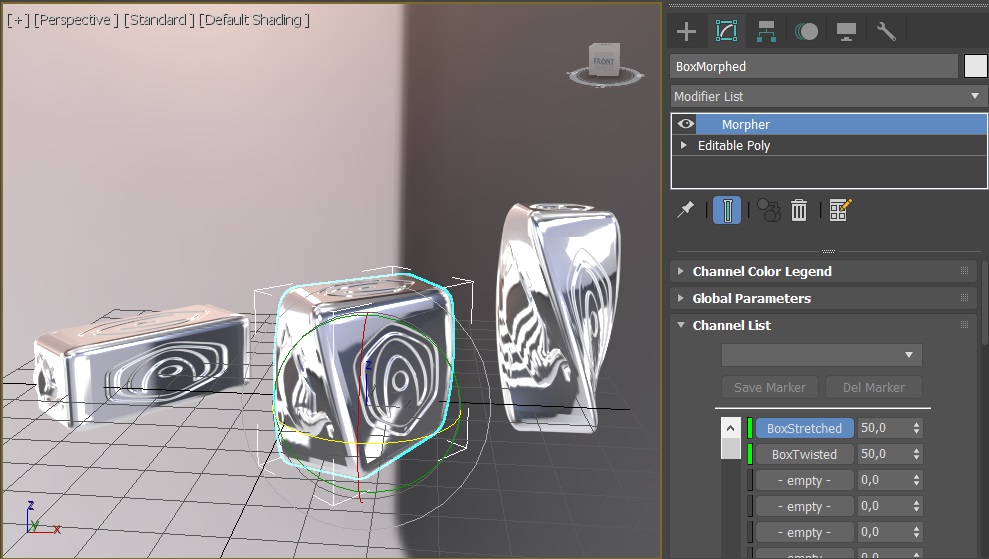 [ + ] [Perspective ] [Standard ] [Default Shading ]
FRONT
z
z
y
x
BoxMorphed
Modifier List
Morpher
Editable Poly
Channel Color Legend
Global Parameters
Channel List
Save Marker Del Marker
BoxStretched 50,0
BoxTwisted 50,0
- empty - 0,0
- empty - 0,0
- empty - 0,0
- empty - 0,0